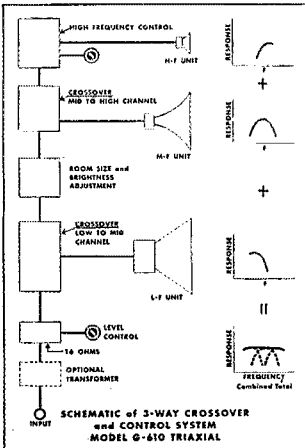 HIGH FREQUENCY CONTROL
H-F UNIT
RESPONSE
F
+
CROSSOVER
MID TO HIGH CHANNEL
M-F UNIT
RESPONSE
F
ROOM SIZE and
BRIGHTNESS
ADJUSTMENT
+
CROSSOVER
LOW TO MID
CHANNEL
L-F UNIT
RESPONSE
F
=
LEVEL
CONTROL
16 OHMS
OPTIONAL
TRANSFORMER
RESPONSE
FREQUENCY
Combined Total
INPUT
SCHEMATIC of 3-WAY CROSSOVER
and CONTROL SYSTEM
MODEL G-610 TRIAXIAL